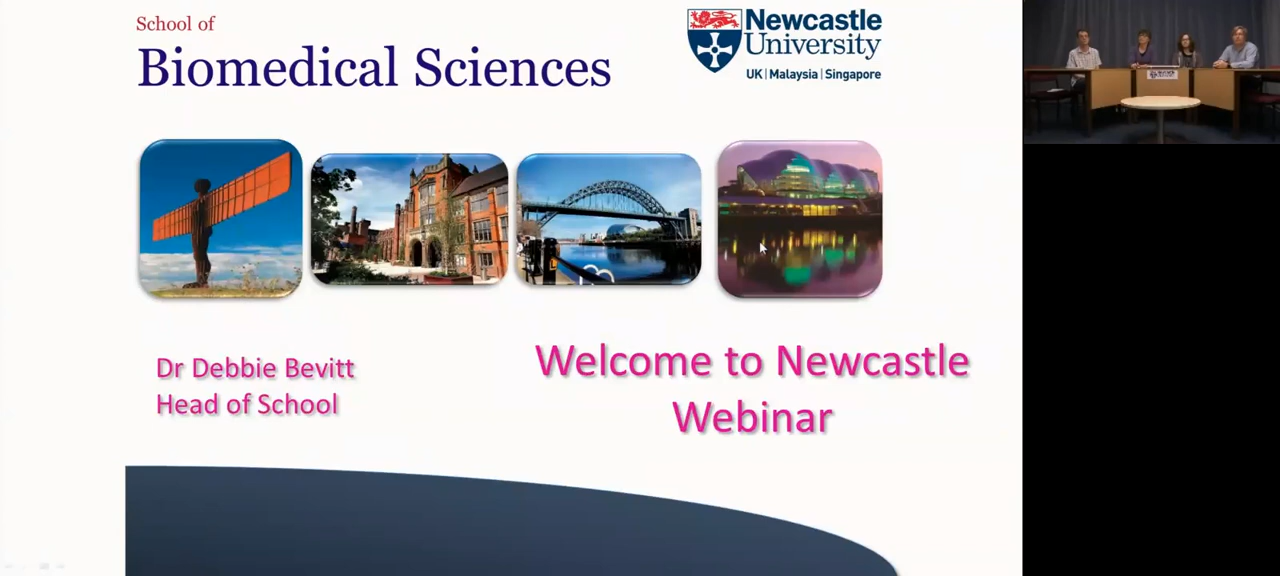 School of
Biomedical Sciences
Newcastle
University
UK | Malaysia | Singapore
Dr Debbie Bevitt
Head of School
Welcome to Newcastle
Webinar